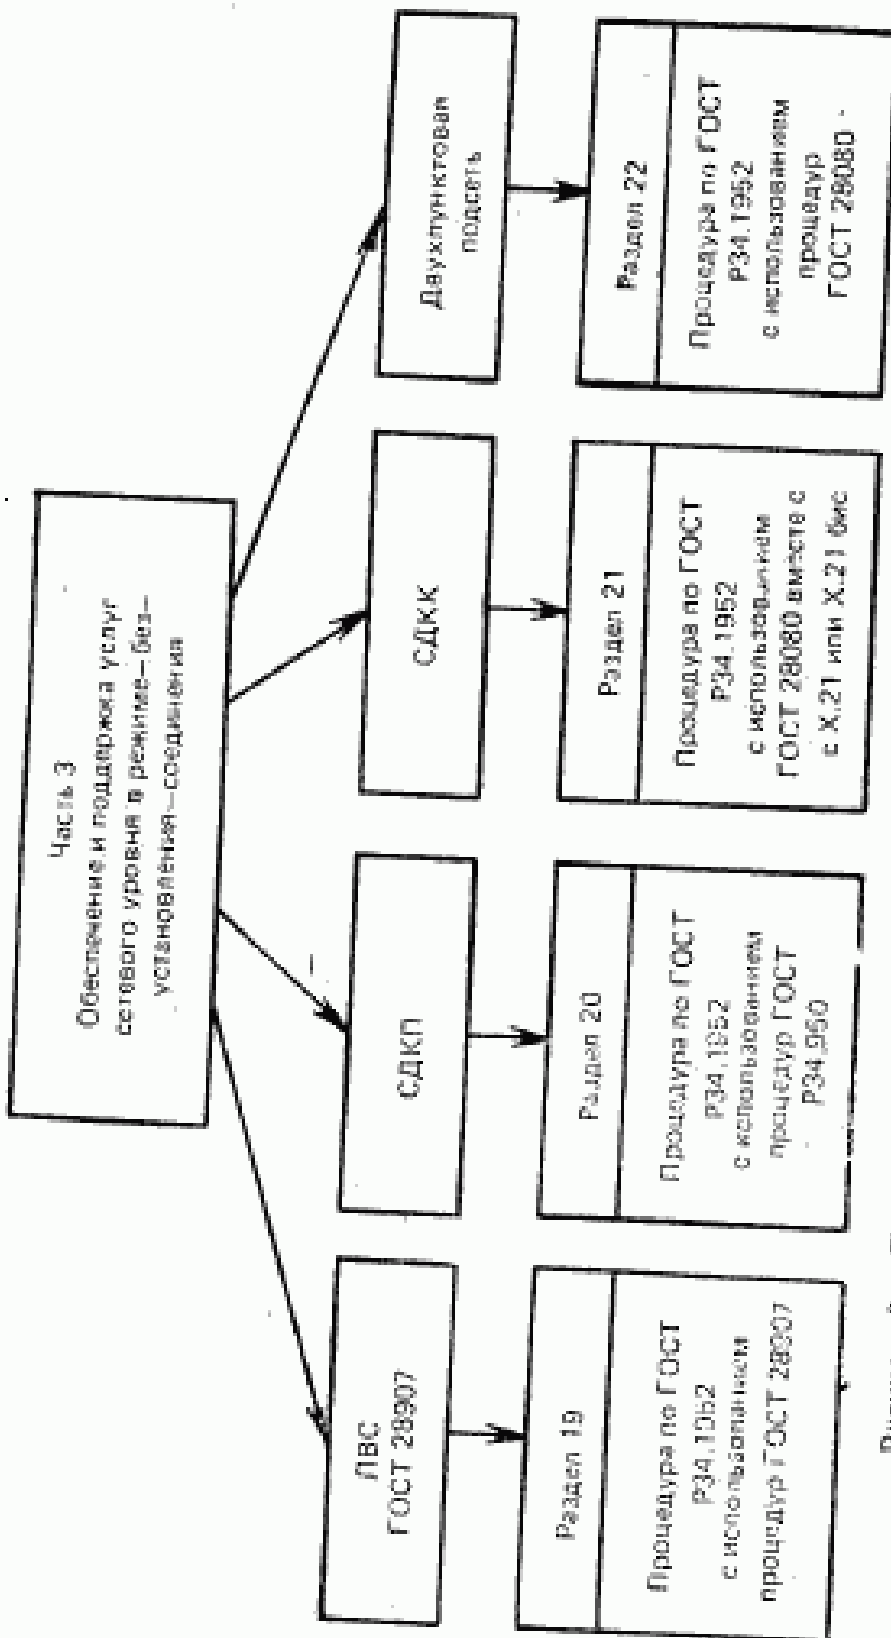 Часть 3
Обеспечение и поддержка услуг
сетевого уровня в режиме—без—
установления—соединения
ЛВС
ГОСТ 28907
СДКП
СДКК
Двухпунктовая
подсеть
Раздел 19
Процедура по ГОСТ
Р34.1952
с использованием
процедур ГОСТ 28907
Раздел 20
Процедура по ГОСТ
Р34.1952
с использованием
процедур ГОСТ
Р34.950
Раздел 21
Процедура по ГОСТ
Р34.1952
с использованием
ГОСТ 28080 вместе с
с X.21 или X.21 бис
Раздел 22
Процедура по ГОСТ
Р34.1952
с использованием
процедур
ГОСТ 28080 -